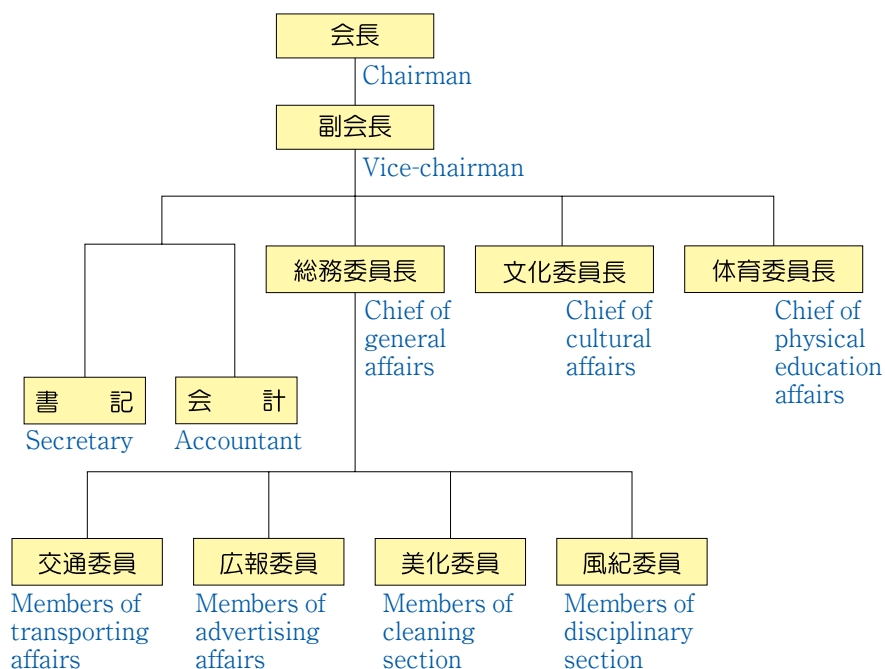 会長
Chairman
副会長
Vice-chairman
総務委員長
Chief of
general
affairs
文化委員長
Chief of
cultural
affairs
体育委員長
Chief of
physical
education
affairs
書 記
Secretary
会 計
Accountant
交通委員
Members of
transporting
affairs
広報委員
Members of
advertising
affairs
美化委員
Members of
cleaning
section
風紀委員
Members of
disciplinary
section